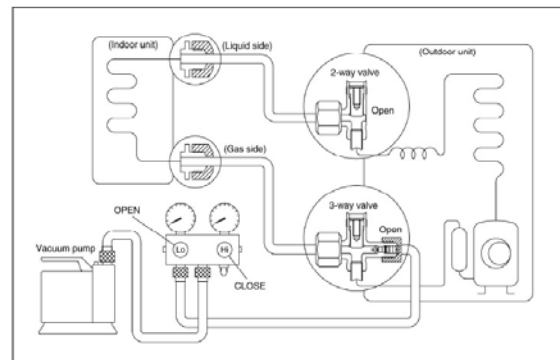 (Indoor unit)
(Liquid side)
(Outdoor unit)
2-way valve
Open
(Gas side)
3-way valve
Open
OPEN
Lo
Hi
CLOSE
Vacuum pump